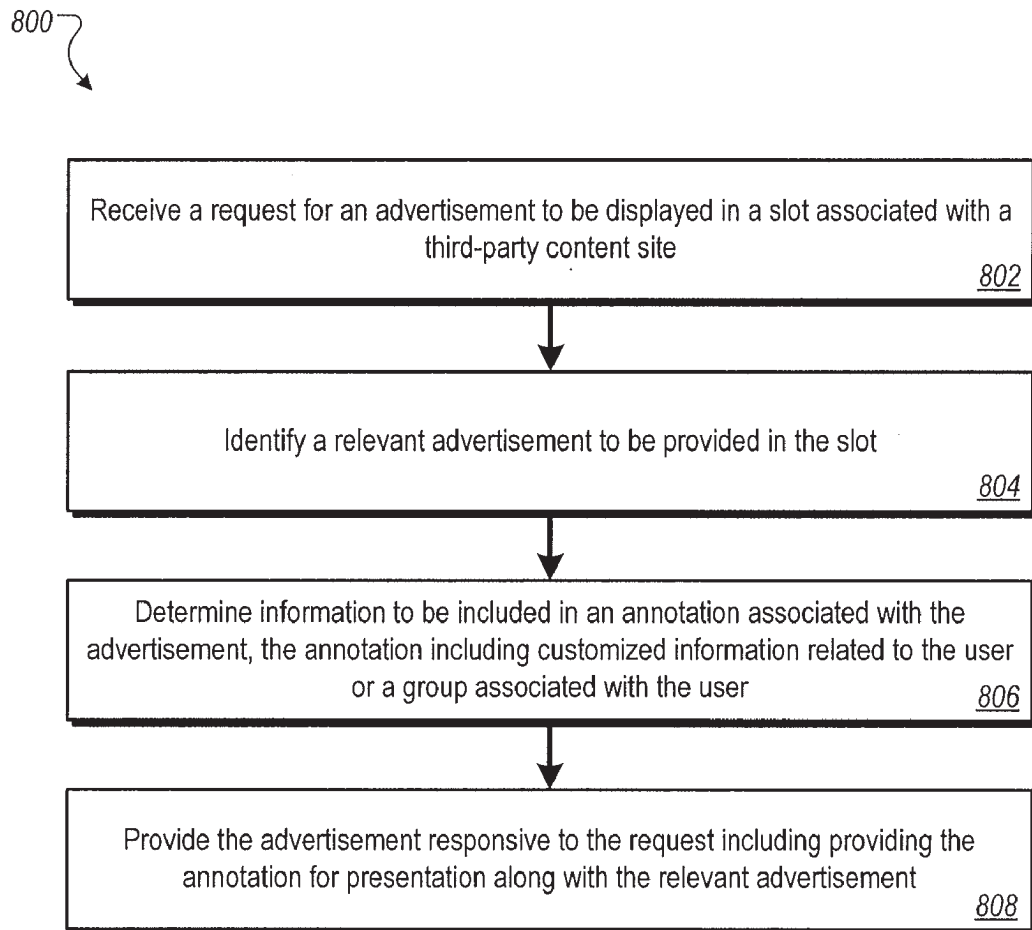 800
Receive a request for an advertisement to be displayed in a slot associated with a
third-party content site
802
Identify a relevant advertisement to be provided in the slot
804
Determine information to be included in an annotation associated with the
advertisement, the annotation including customized information related to the user
or a group associated with the user
806
Provide the advertisement responsive to the request including providing the
annotation for presentation along with the relevant advertisement
808